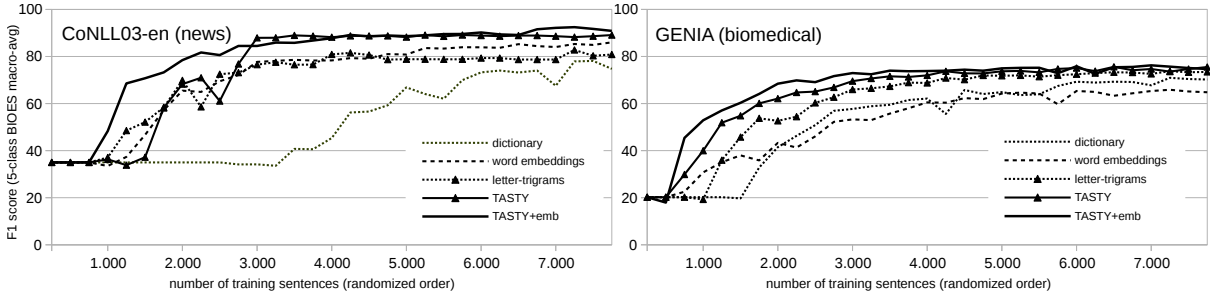 F1 score (5-class BIOES macro-avg)
100
80
60
40
20
0
CoNLL03-en (news)
dictionary
word embeddings
letter-trigrams
TASTY
TASTY+emb
1.000 2.000 3.000 4.000 5.000 6.000 7.000
number of training sentences (randomized order)
100
80
60
40
20
0
GENIA (biomedical)
dictionary
word embeddings
letter-trigrams
TASTY
TASTY+emb
1.000 2.000 3.000 4.000 5.000 6.000 7.000
number of training sentences (randomized order)